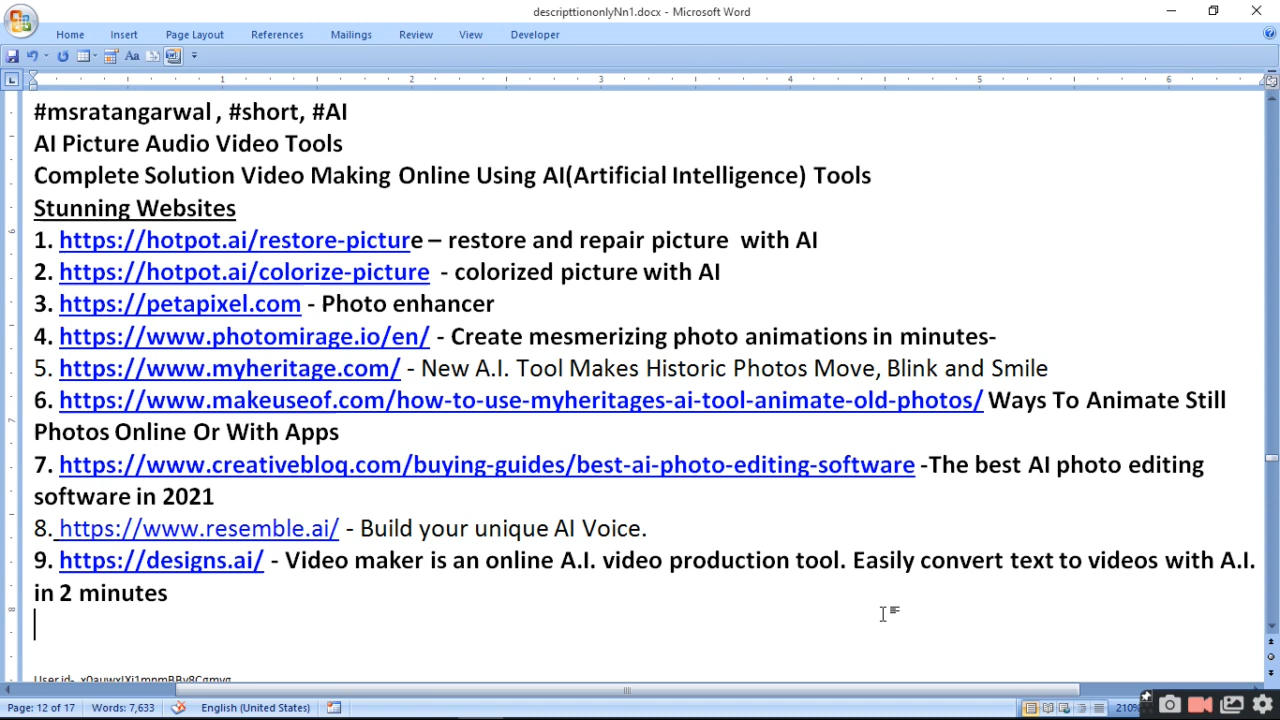 descripttiononlyNn1.docx - Microsoft Word
Home Insert Page Layout References Mailings Review View Developer
Aa
1 2 3 4 5 6
#msratangarwal , #short, #AI
AI Picture Audio Video Tools
Complete Solution Video Making Online Using AI(Artificial Intelligence) Tools
Stunning Websites
1. https://hotpot.ai/restore-picture – restore and repair picture with AI
2. https://hotpot.ai/colorize-picture - colorized picture with AI
3. https://petapixel.com - Photo enhancer
4. https://www.photomirage.io/en/ - Create mesmerizing photo animations in minutes-
5. https://www.myheritage.com/ - New A.I. Tool Makes Historic Photos Move, Blink and Smile
6. https://www.makeuseof.com/how-to-use-myheritages-ai-tool-animate-old-photos/ Ways To Animate Still
Photos Online Or With Apps
7. https://www.creativebloq.com/buying-guides/best-ai-photo-editing-software -The best AI photo editing
software in 2021
8. https://www.resemble.ai/ - Build your unique AI Voice.
9. https://designs.ai/ - Video maker is an online A.I. video production tool. Easily convert text to videos with A.I.
in 2 minutes
Page: 12 of 17 Words: 7,633 English (United States) 210%